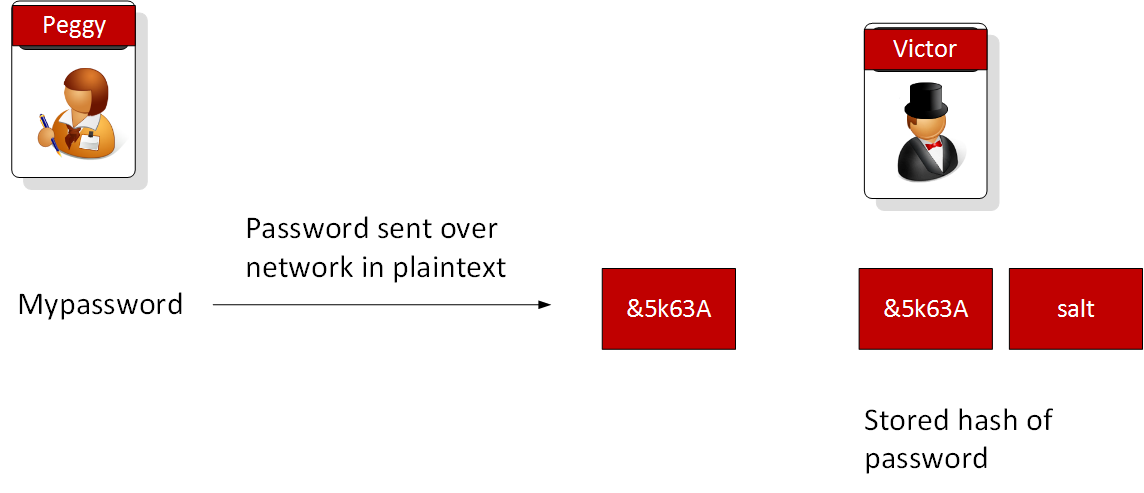 Peggy
Victor
Password sent over
network in plaintext
Mypassword
&5k63A
&5k63A
salt
Stored hash of
password